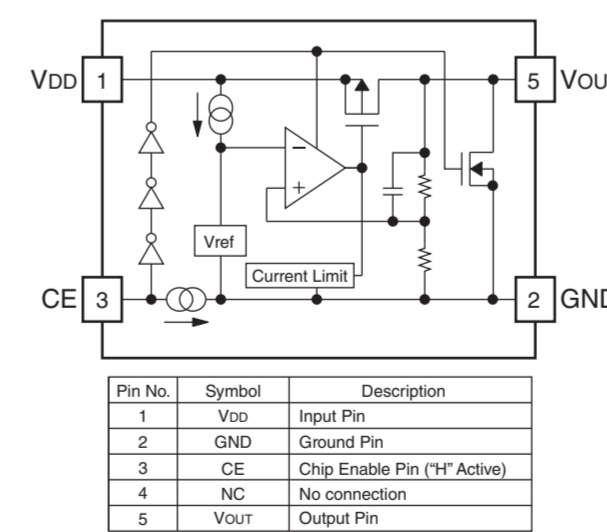 VDD 1
5 VOU
− 
+
Vref
Current Limit
CE 3
2 GND
Pin No. Symbol Description
1 VDD Input Pin
2 GND Ground Pin
3 CE Chip Enable Pin (“H” Active)
4 NC No connection
5 VOUT Output Pin